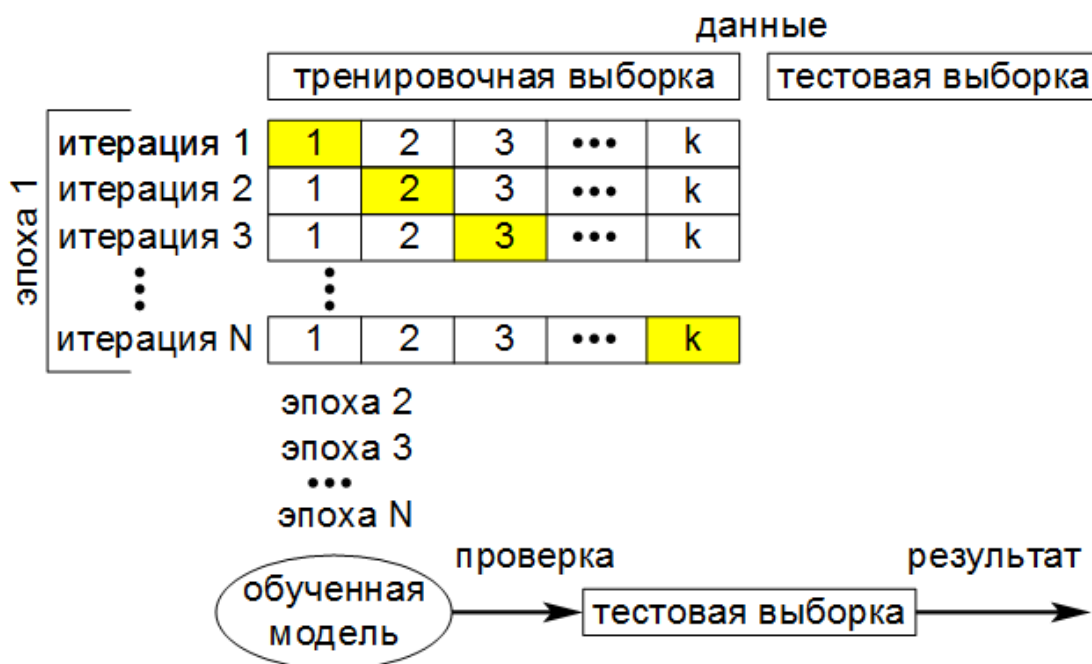 данные
тренировочная выборка тестовая выборка
эпоха 1
итерация 1 1 2 3 ••• k
итерация 2 1 2 3 ••• k
итерация 3 1 2 3 ••• k
итерация N 1 2 3 ••• k
эпоха 2
эпоха 3
•••
эпоха N
обученная
модель
проверка
тестовая выборка
результат